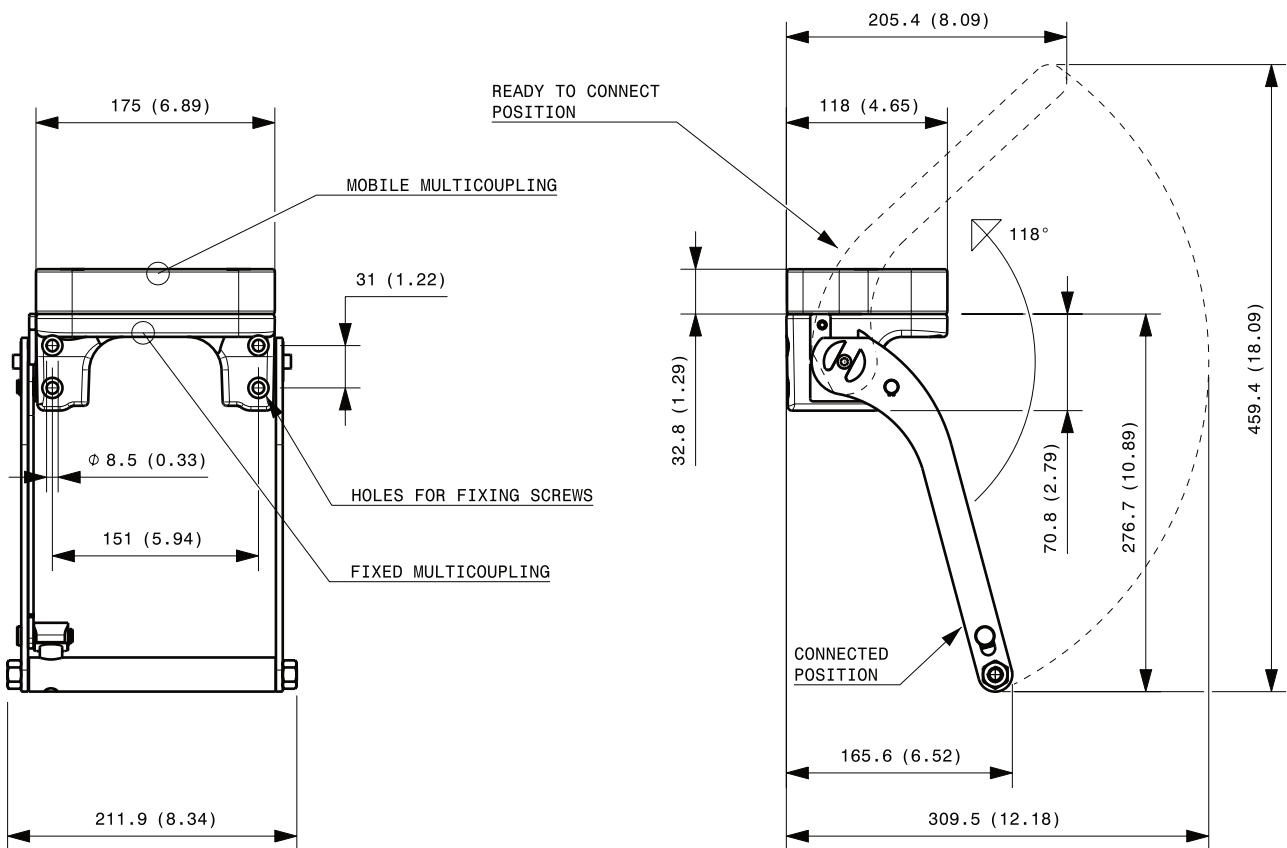 205.4 (8.09)
READY TO CONNECT
POSITION
175 (6.89)
118 (4.65)
MOBILE MULTICOUPLING
118°
31 (1.22)
32.8 (1.29)
459.4 (18.09)
Φ 8.5 (0.33)
HOLES FOR FIXING SCREWS
70.8 (2.79)
276.7 (10.89)
151 (5.94)
FIXED MULTICOUPLING
CONNECTED
POSITION
165.6 (6.52)
211.9 (8.34)
309.5 (12.18)